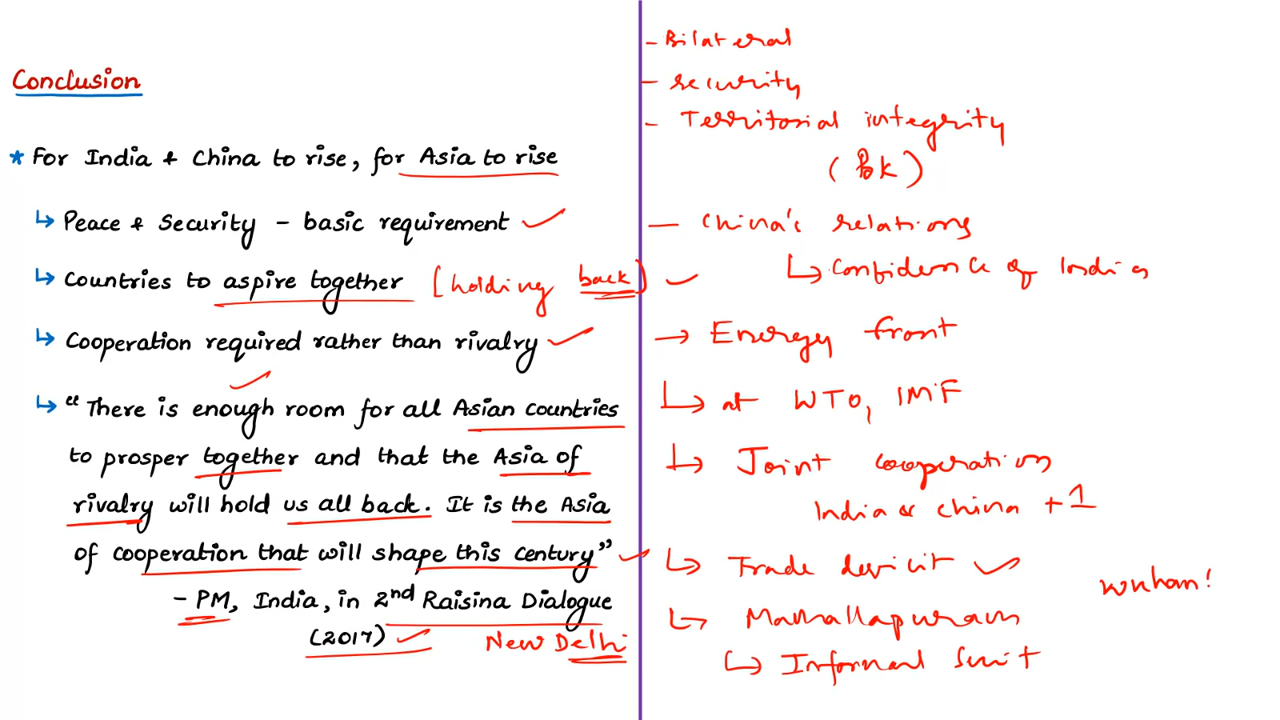 Conclusion
* For India & China to rise, for Asia to rise
↳ Peace & Security - basic requirement ✓
↳ Countries to aspire together [holding back] ✓
↳ Cooperation required rather than rivalry ✓
↳ "There is enough room for all Asian countries
to prosper together and that the Asia of
rivalry will hold us all back. It is the Asia
of cooperation that will shape this century" ✓
- PM, India, in 2nd Raisina Dialogue
(2017) ✓ New Delhi
- Bilateral
- security
- Territorial integrity
- China's relations
↳ Confidence of India
→ Energy front
↳ at WTO, IMF
↳ Joint cooperation
India & China +1
↳ Trade deficit ✓
Wuhan!
↳ Mamallapuram
↳ Informal